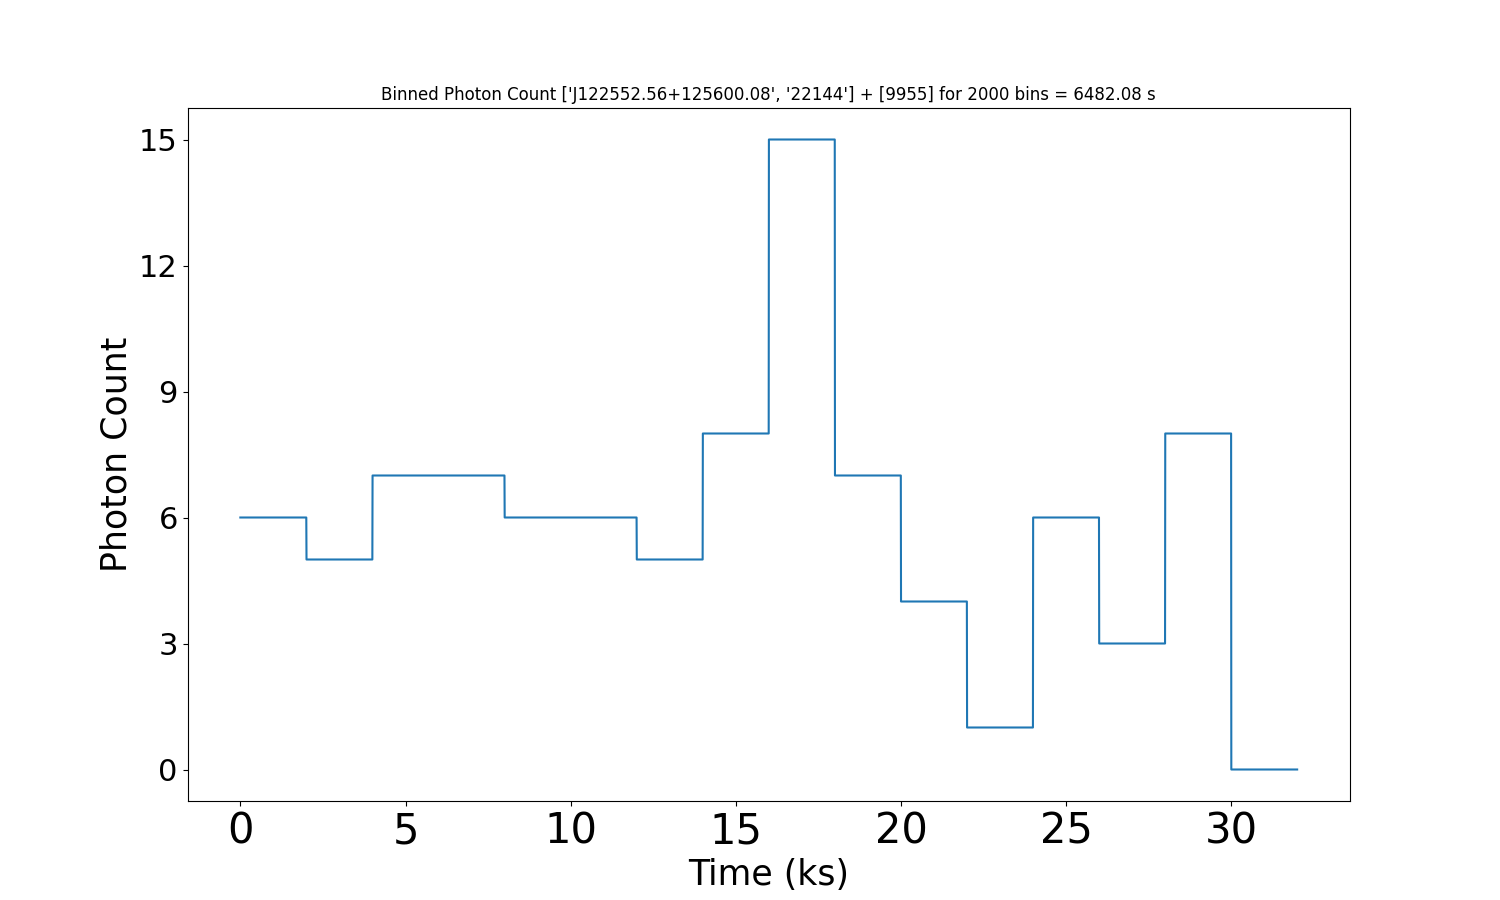 Binned Photon Count ['J122552.56+125600.08', '22144'] + [9955] for 2000 bins = 6482.08 s
15
12
9
6
3
0
Photon Count
0 5 10 15 20 25 30
Time (ks)